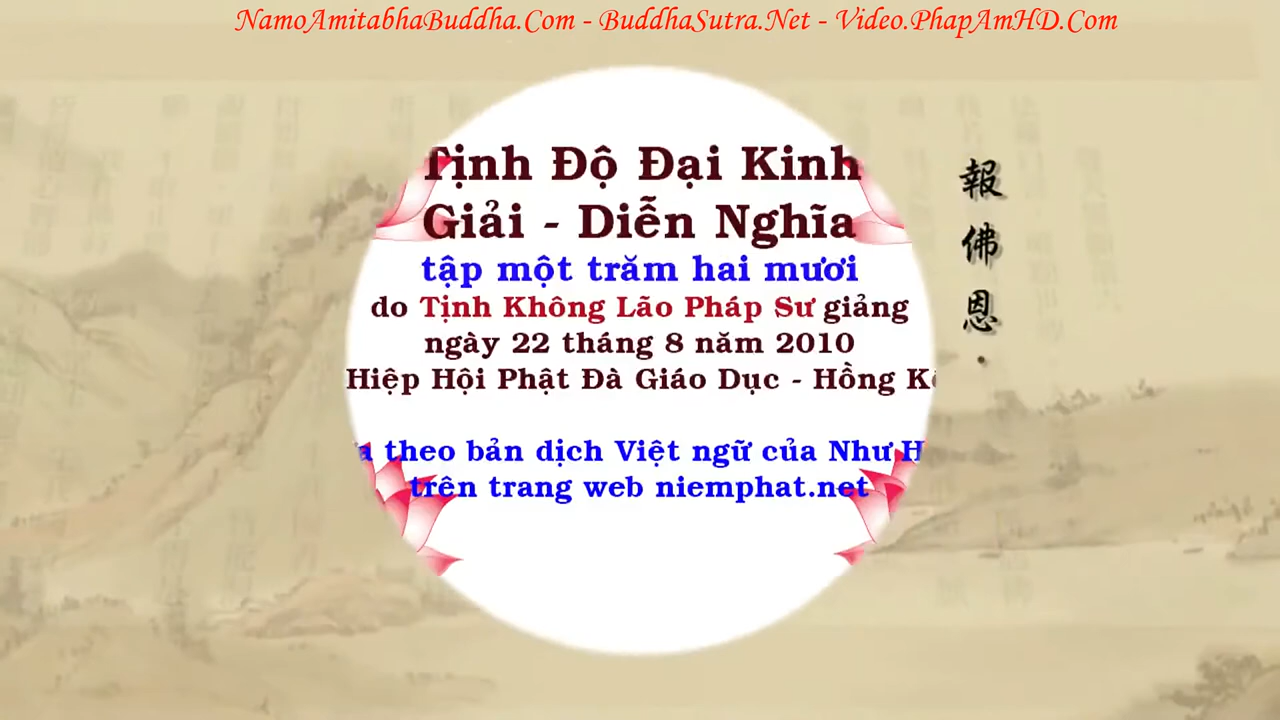 NamoAmitabhaBuddha.Com - BuddhaSutra.Net - Video.PhapAmHD.Com
Tịnh Độ Đại Kinh
Giải - Diễn Nghĩa
tập một trăm hai mươi
do Tịnh Không Lão Pháp Sư giảng
ngày 22 tháng 8 năm 2010
Hiệp Hội Phật Đà Giáo Dục - Hồng
theo bản dịch Việt ngữ của Như
trên trang web niemphat.net
報佛恩.